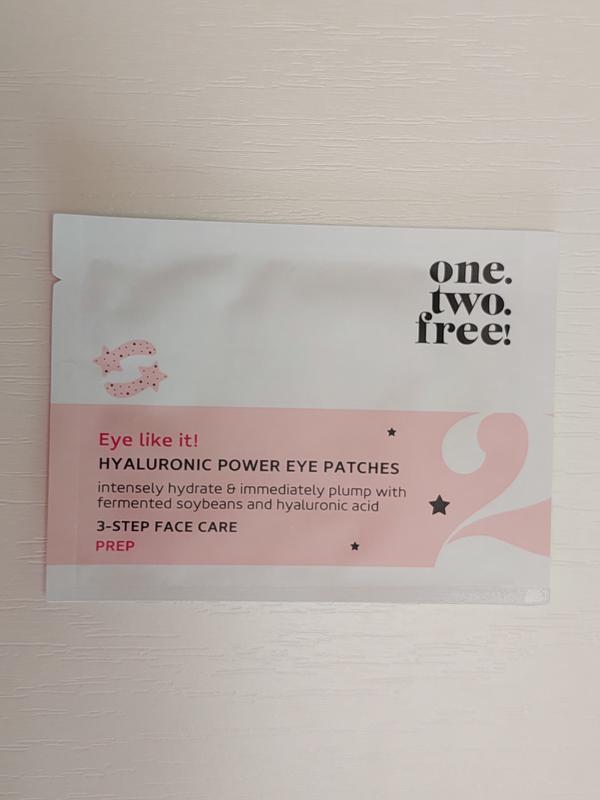 one.
two.
free!
Eye like it!
HYALURONIC POWER EYE PATCHES
intensely hydrate & immediately plump with
fermented soybeans and hyaluronic acid
3-STEP FACE CARE
PREP
2